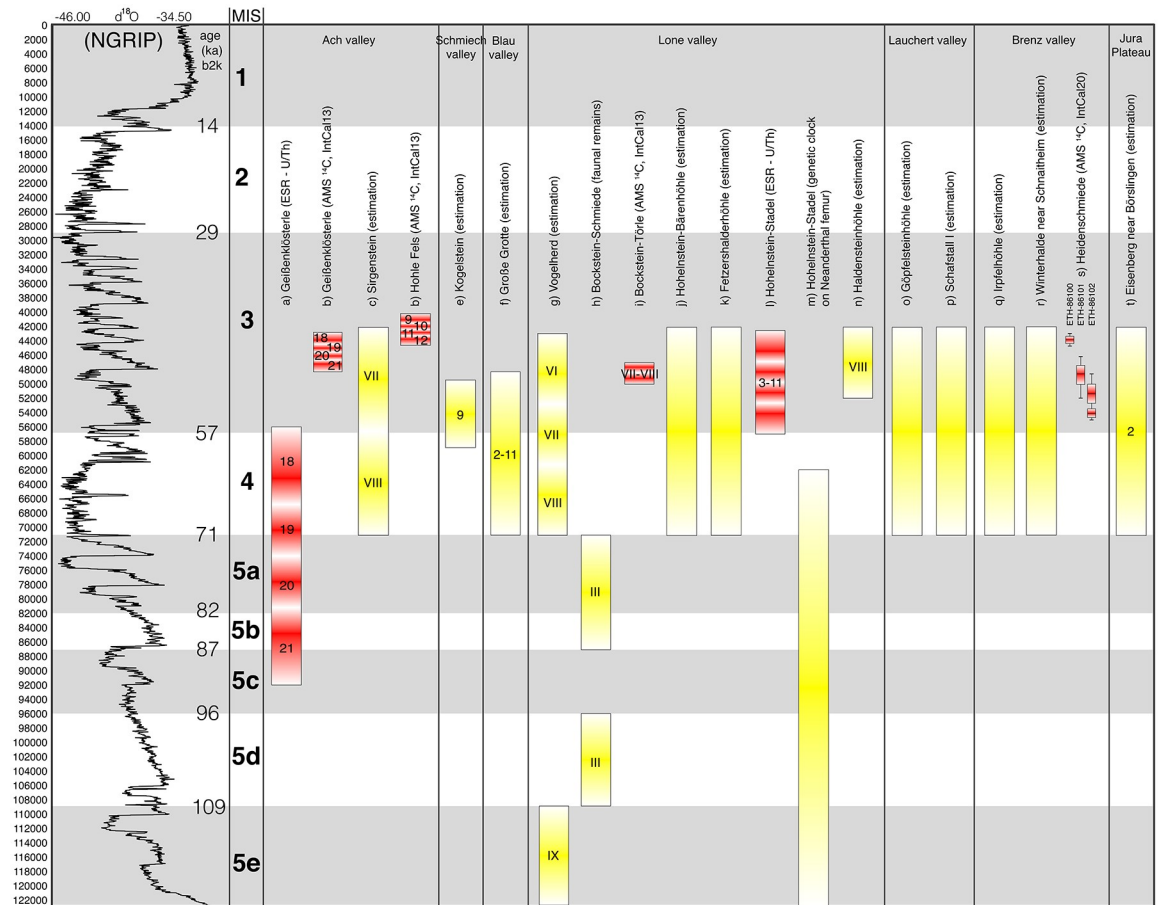 -46.00 d¹⁸O -34.50
(NGRIP)
age
(ka)
b2k
MIS
Ach valley
Schmiech
valley
Blau
valley
Lone valley
Lauchert valley
Brenz valley
Jura
Plateau
0
2000
4000
6000
8000
10000
12000
14000
16000
18000
20000
22000
24000
26000
28000
30000
32000
34000
36000
38000
40000
42000
44000
46000
48000
50000
52000
54000
56000
58000
60000
62000
64000
66000
68000
70000
72000
74000
76000
78000
80000
82000
84000
86000
88000
90000
92000
94000
96000
98000
100000
102000
104000
106000
108000
110000
112000
114000
116000
118000
120000
122000
14
29
57
71
82
87
96
109
1
2
3
4
5a
5b
5c
5d
5e
a) Geißenklösterle (ESR - U/Th)
b) Geißenklösterle (AMS ¹⁴C, IntCal13)
c) Sirgenstein (estimation)
b) Hohle Fels (AMS ¹⁴C, IntCal13)
e) Kogelstein (estimation)
f) Große Grotte (estimation)
g) Vogelherd (estimation)
h) Bockstein-Schmiede (faunal remains)
i) Bockstein-Törle (AMS ¹⁴C, IntCal13)
j) Hohelnstein-Bärenhöhle (estimation)
k) Fetzershalderhöhle (estimation)
l) Hohelnstein-Stadel (ESR - U/Th)
m) Hohelnstein-Stadel (genetic clock
on Neanderthal femur)
n) Haldensteinhöhle (estimation)
o) Göpfelsteinhöhle (estimation)
p) Schafstall I (estimation)
q) Irpfelhöhle (estimation)
r) Winterhalde near Schnaitheim (estimation)
s) Heidenschmiede (AMS ¹⁴C, IntCal20)
ETH-86100
ETH-86101
ETH-86102
t) Eisenberg near Börslingen (estimation)
18
19
20
21
18
19
20
21
VII
VIII
9
10
11
12
9
2-11
VI
VII
VIII
IX
III
III
VII-VIII
3-11
VIII
2